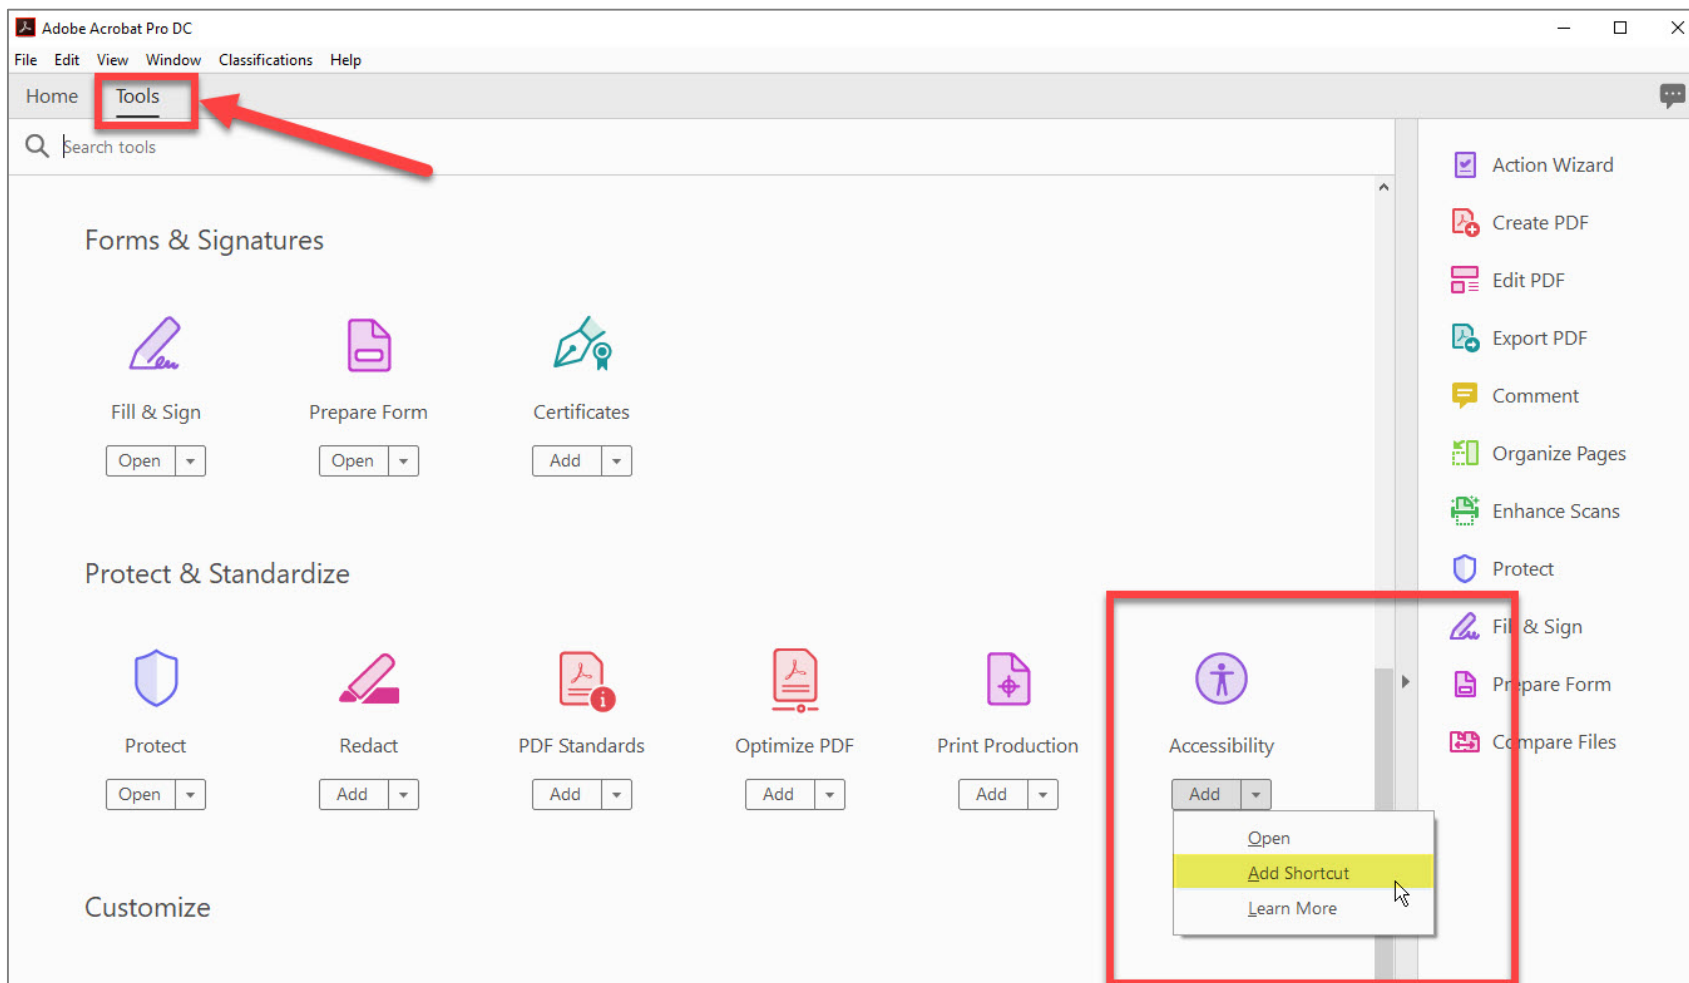 Adobe Acrobat Pro DC
File Edit View Window Classifications Help
Home Tools
Search tools
Forms & Signatures
Fill & Sign Prepare Form Certificates
Open Open Add
Protect & Standardize
Protect Redact PDF Standards Optimize PDF Print Production Accessibility
Open Add Add Add Add Add
Open
Add Shortcut
Learn More
Customize
Action Wizard
Create PDF
Edit PDF
Export PDF
Comment
Organize Pages
Enhance Scans
Protect
Fill & Sign
Prepare Form
Compare Files